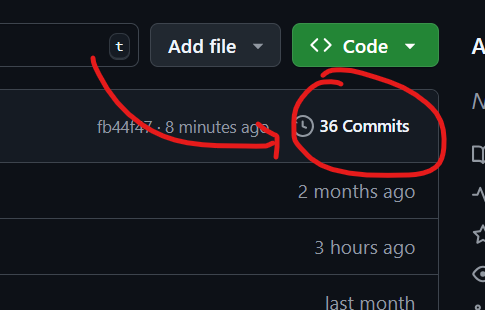 t Add file Code
fb44f47 · 8 minutes ago 36 Commits
2 months ago
3 hours ago
last month